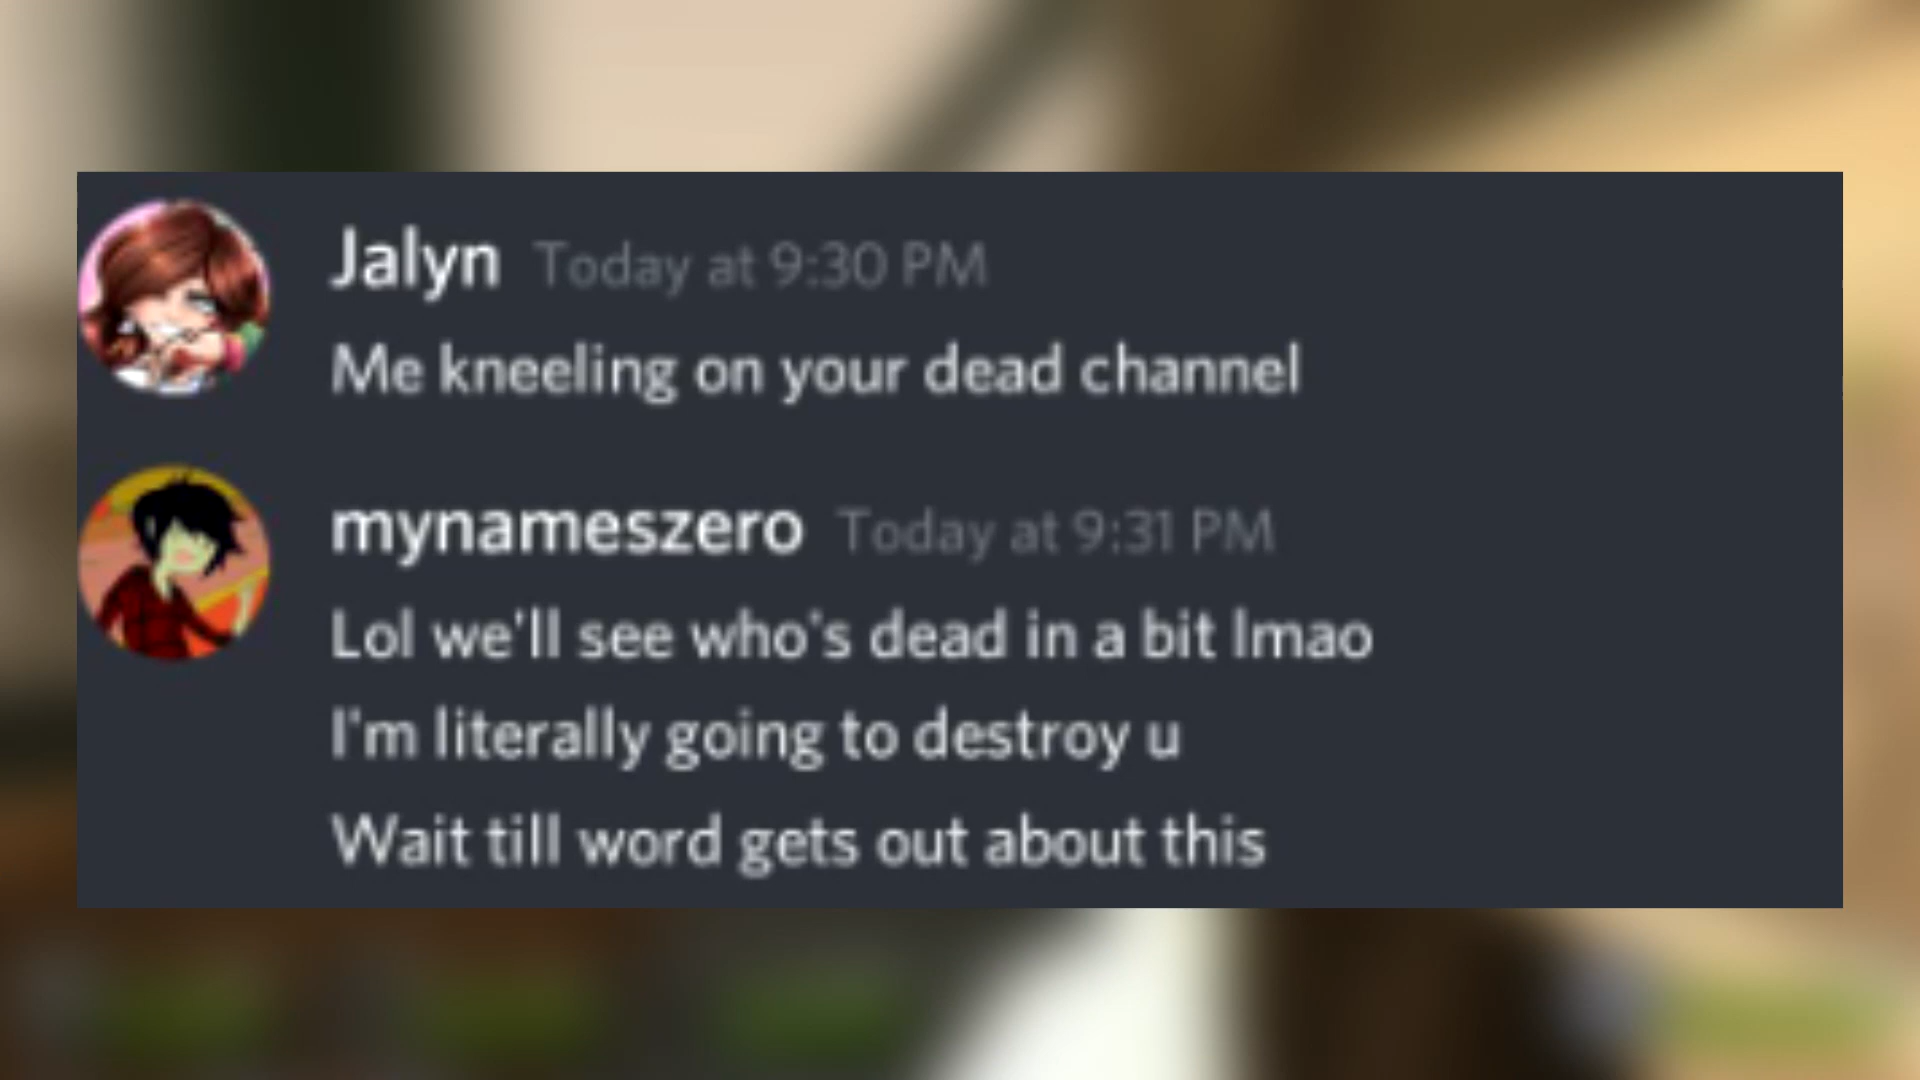 Jalyn Today at 9:30 PM
Me kneeling on your dead channel
mynameszero Today at 9:31 PM
Lol we'll see who's dead in a bit lmao
I'm literally going to destroy u
Wait till word gets out about this